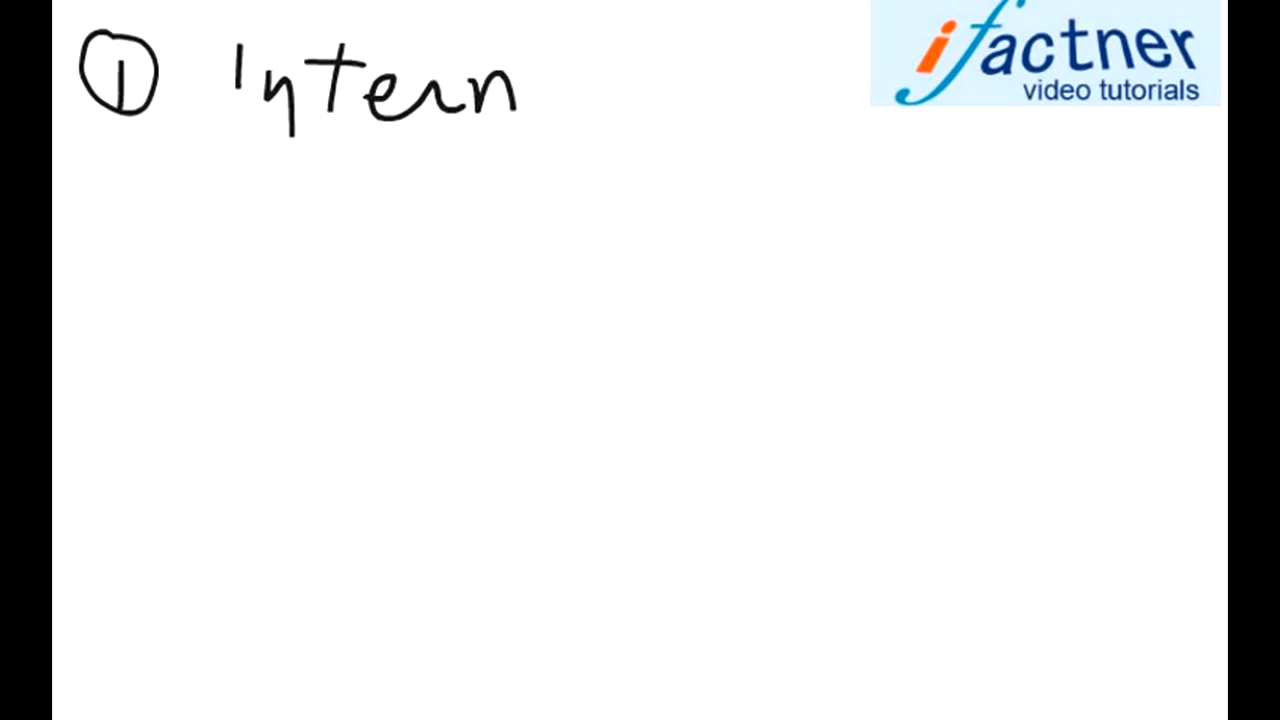 ① Intern
ifactner
video tutorials